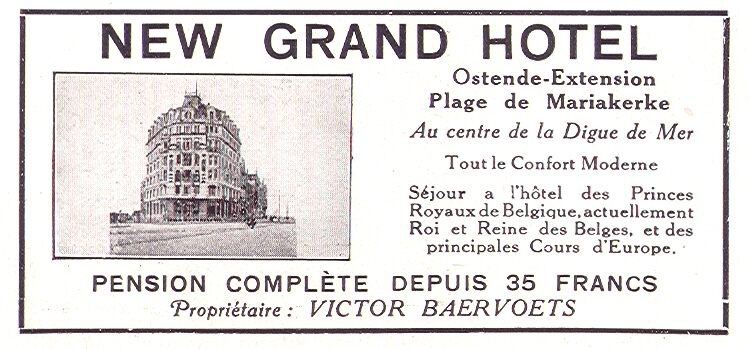 NEW GRAND HOTEL
Ostende-Extension
Plage de Mariakerke
Au centre de la Digue de Mer
Tout le Confort Moderne
Séjour a l'hôtel des Princes
Royaux de Belgique, actuellement
Roi et Reine des Belges, et des
principales Cours d'Europe.
PENSION COMPLÈTE DEPUIS 35 FRANCS
Propriétaire : VICTOR BAERVOETS